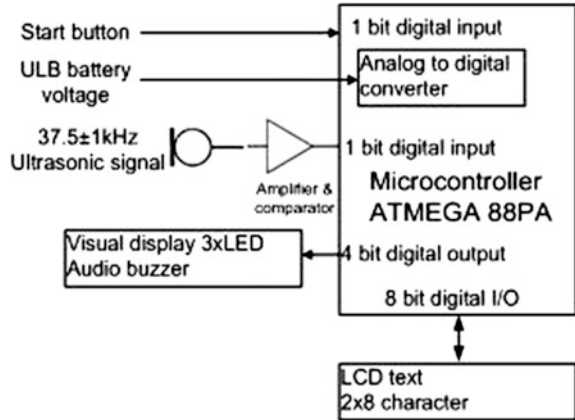 Start button
1 bit digital input
ULB battery
voltage
Analog to digital
converter
37.5±1kHz
Ultrasonic signal
1 bit digital input
Amplifier &
comparator
Microcontroller
ATMEGA 88PA
Visual display 3xLED
Audio buzzer
4 bit digital output
8 bit digital I/O
LCD text
2x8 character